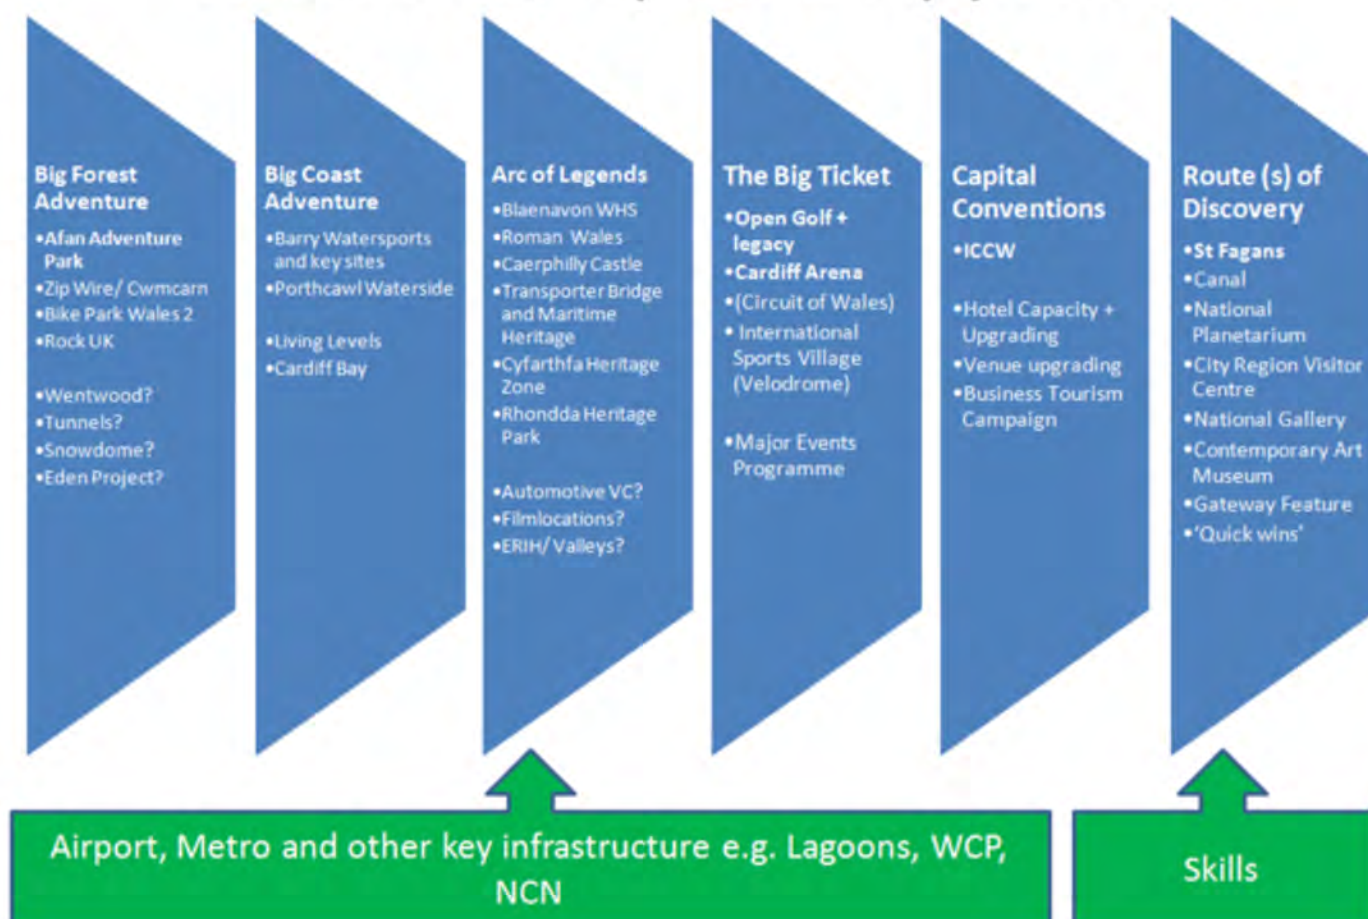 Big Forest
Adventure
•Afan Adventure
Park
•Zip Wire/ Cwmcarn
•Bike Park Wales 2
•Rock UK
•Wentwood?
•Tunnels?
•Snowdome?
•Eden Project?
Big Coast
Adventure
•Barry Watersports
and key sites
•Porthcawl Waterside
•Living Levels
•Cardiff Bay
Arc of Legends
•Blaenavon WHS
•Roman Wales
•Caerphilly Castle
•Transporter Bridge
and Maritime
Heritage
•Cyfarthfa Heritage
Zone
•Rhondda Heritage
Park
•Automotive VC?
•Filmlocations?
•ERIH/ Valleys?
The Big Ticket
•Open Golf +
legacy
•Cardiff Arena
•(Circuit of Wales)
• International
Sports Village
(Velodrome)
•Major Events
Programme
Capital
Conventions
•ICCW
•Hotel Capacity +
Upgrading
•Venue upgrading
•Business Tourism
Campaign
Route (s) of
Discovery
•St Fagans
•Canal
•National
Planetarium
•City Region Visitor
Centre
•National Gallery
•Contemporary Art
Museum
•Gateway Feature
•‘Quick wins’
Airport, Metro and other key infrastructure e.g. Lagoons, WCP,
NCN
Skills